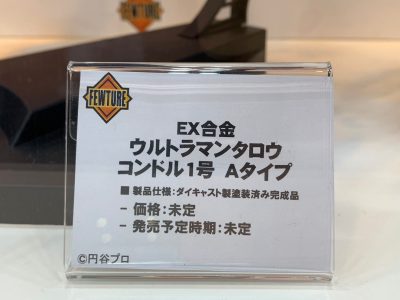 FEWTURE
EX合金
ウルトラマンタロウ
コンドル1号 Aタイプ
■ 製品仕様:ダイキャスト製塗装済み完成品
- 価格:未定
- 発売予定時期:未定
©円谷プロ